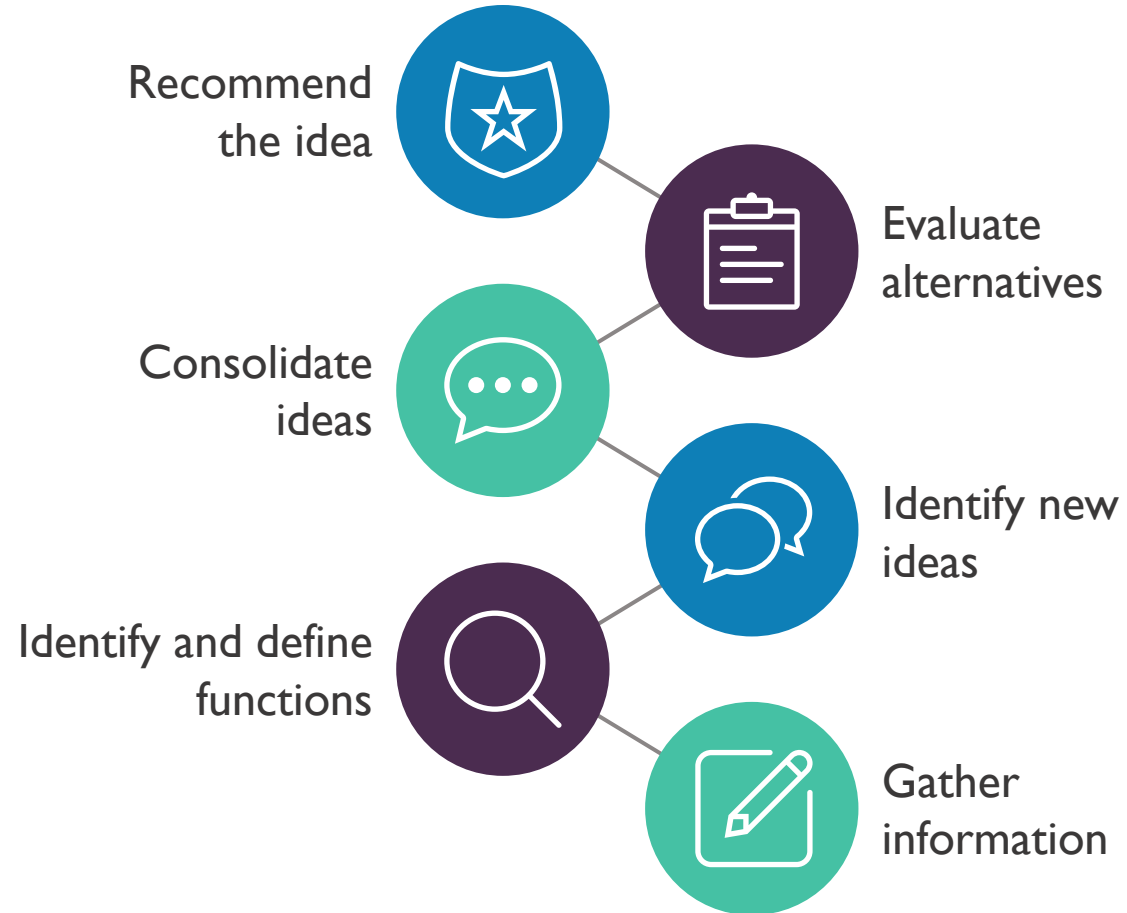 Recommend
the idea
Evaluate
alternatives
Consolidate
ideas
Identify new
ideas
Identify and define
functions
Gather
information